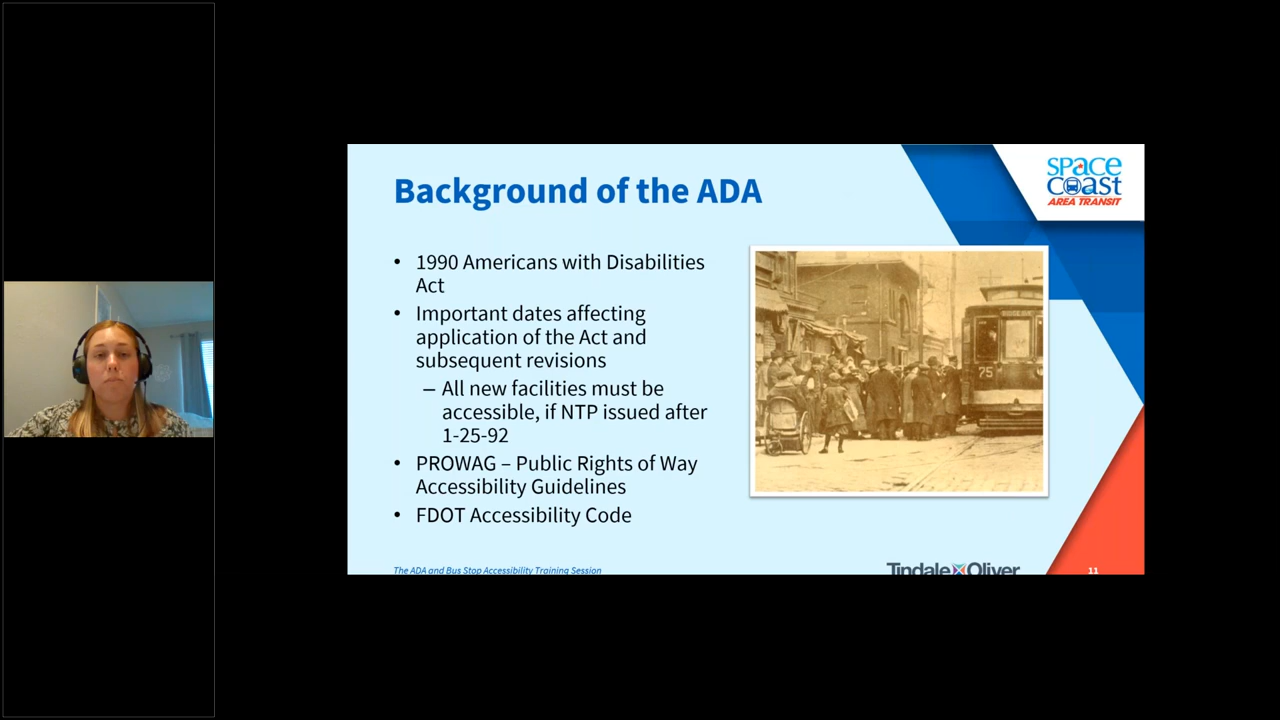 Background of the ADA
space
coast
AREA TRANSIT
• 1990 Americans with Disabilities
Act
• Important dates affecting
application of the Act and
subsequent revisions
– All new facilities must be
accessible, if NTP issued after
1-25-92
• PROWAG – Public Rights of Way
Accessibility Guidelines
• FDOT Accessibility Code
75
The ADA and Bus Stop Accessibility Training Session
Tindale Oliver
11